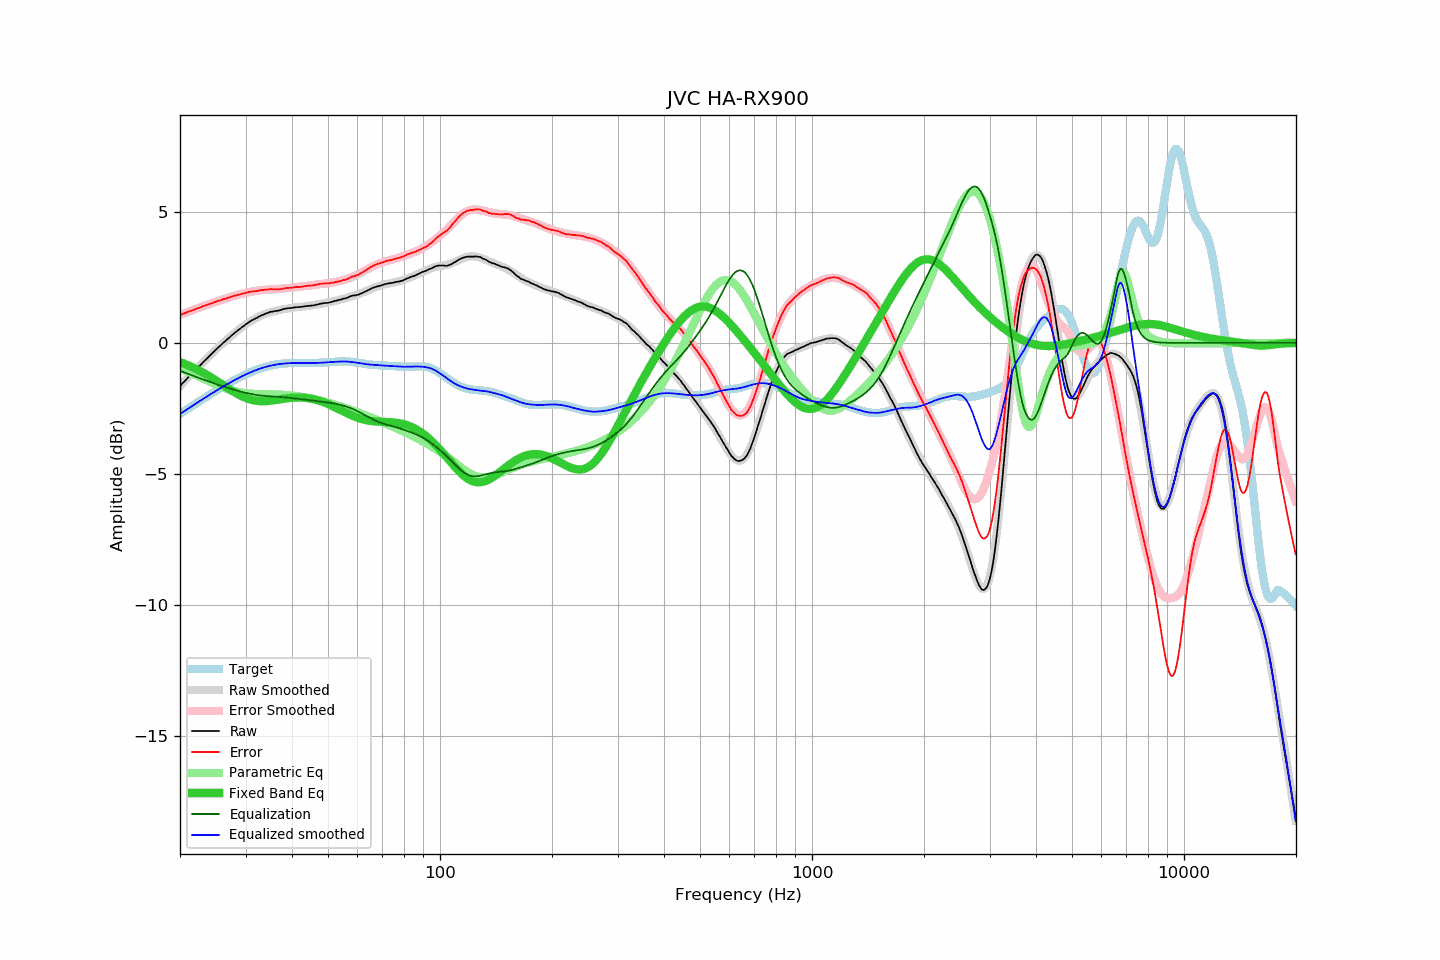 JVC HA-RX900
Amplitude (dBr)
5
0
−5
−10
−15
Target
Raw Smoothed
Error Smoothed
Raw
Error
Parametric Eq
Fixed Band Eq
Equalization
Equalized smoothed
100
1000
10000
Frequency (Hz)